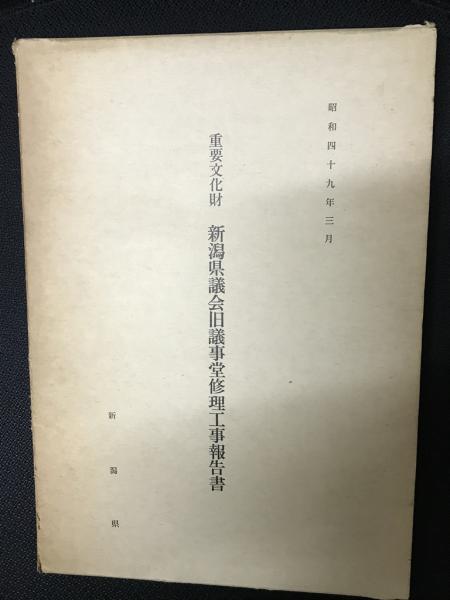 昭和四十九年三月
重要文化財 新潟県議会旧議事堂修理工事報告書
新潟県